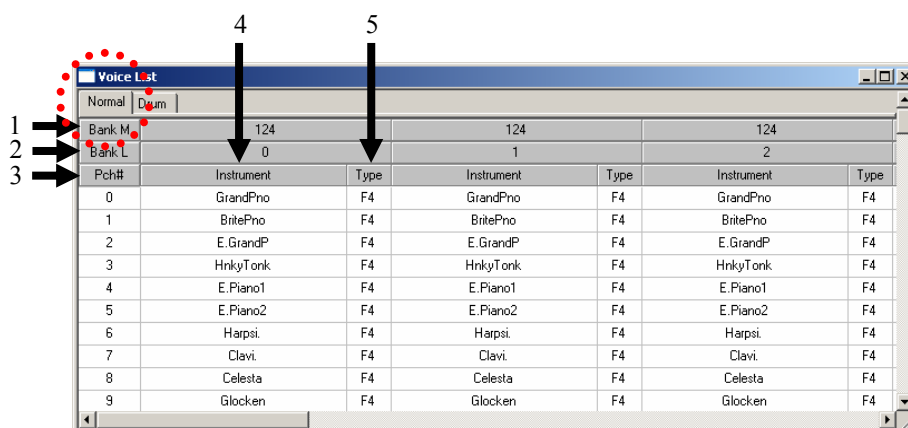 4 5
Voice List
Normal Drum
1 Bank M 124 124 124
2 Bank L 0 1 2
3 Pch# Instrument Type Instrument Type Instrument Type
0 GrandPno F4 GrandPno F4 GrandPno F4
1 BritePno F4 BritePno F4 BritePno F4
2 E.GrandP F4 E.GrandP F4 E.GrandP F4
3 HnkyTonk F4 HnkyTonk F4 HnkyTonk F4
4 E.Piano1 F4 E.Piano1 F4 E.Piano1 F4
5 E.Piano2 F4 E.Piano2 F4 E.Piano2 F4
6 Harpsi. F4 Harpsi. F4 Harpsi. F4
7 Clavi. F4 Clavi. F4 Clavi. F4
8 Celesta F4 Celesta F4 Celesta F4
9 Glocken F4 Glocken F4 Glocken F4